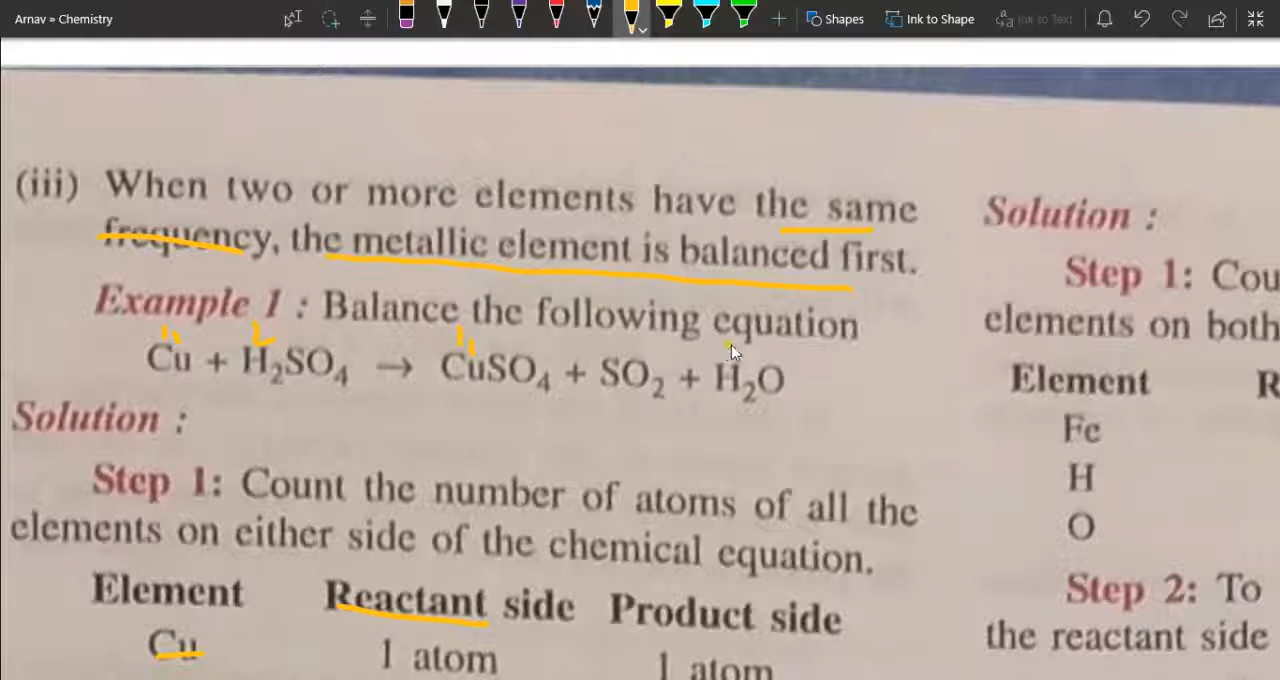 Arnav » Chemistry
Shapes
Ink to Shape
Ink to Text
(iii) When two or more elements have the same
frequency, the metallic element is balanced first.
Example 1 : Balance the following equation
Cu + H₂SO₄ → CuSO₄ + SO₂ + H₂O
Solution :
Step 1: Count the number of atoms of all the
elements on either side of the chemical equation.
Element Reactant side Product side
Cu 1 atom 1 atom
Solution :
Step 1: Cou
elements on both
Element R
Fe
H
O
Step 2: To
the reactant side